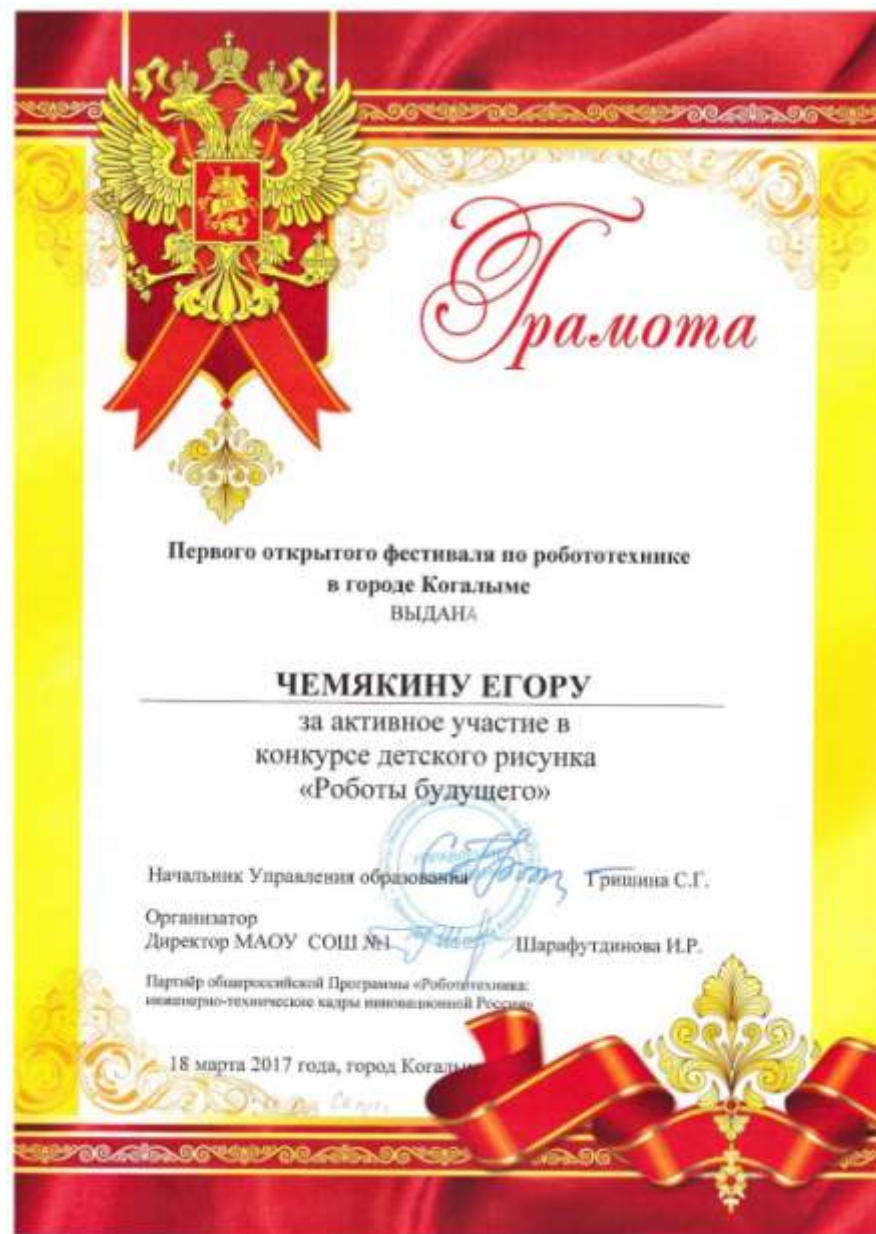 Грамота
Первого открытого фестиваля по робототехнике
в городе Когалыме
ВЫДАНА
ЧЕМЯКИНУ ЕГОРУ
за активное участие в
конкурсе детского рисунка
«Роботы будущего»
Начальник Управления образования Гришина С.Г.
Организатор
Директор МАОУ СОШ №1 Шарафутдинова И.Р.
Партнёр общероссийской Программы «Робототехника:
инженерно-технические кадры инновационной России»
18 марта 2017 года, город Когалым